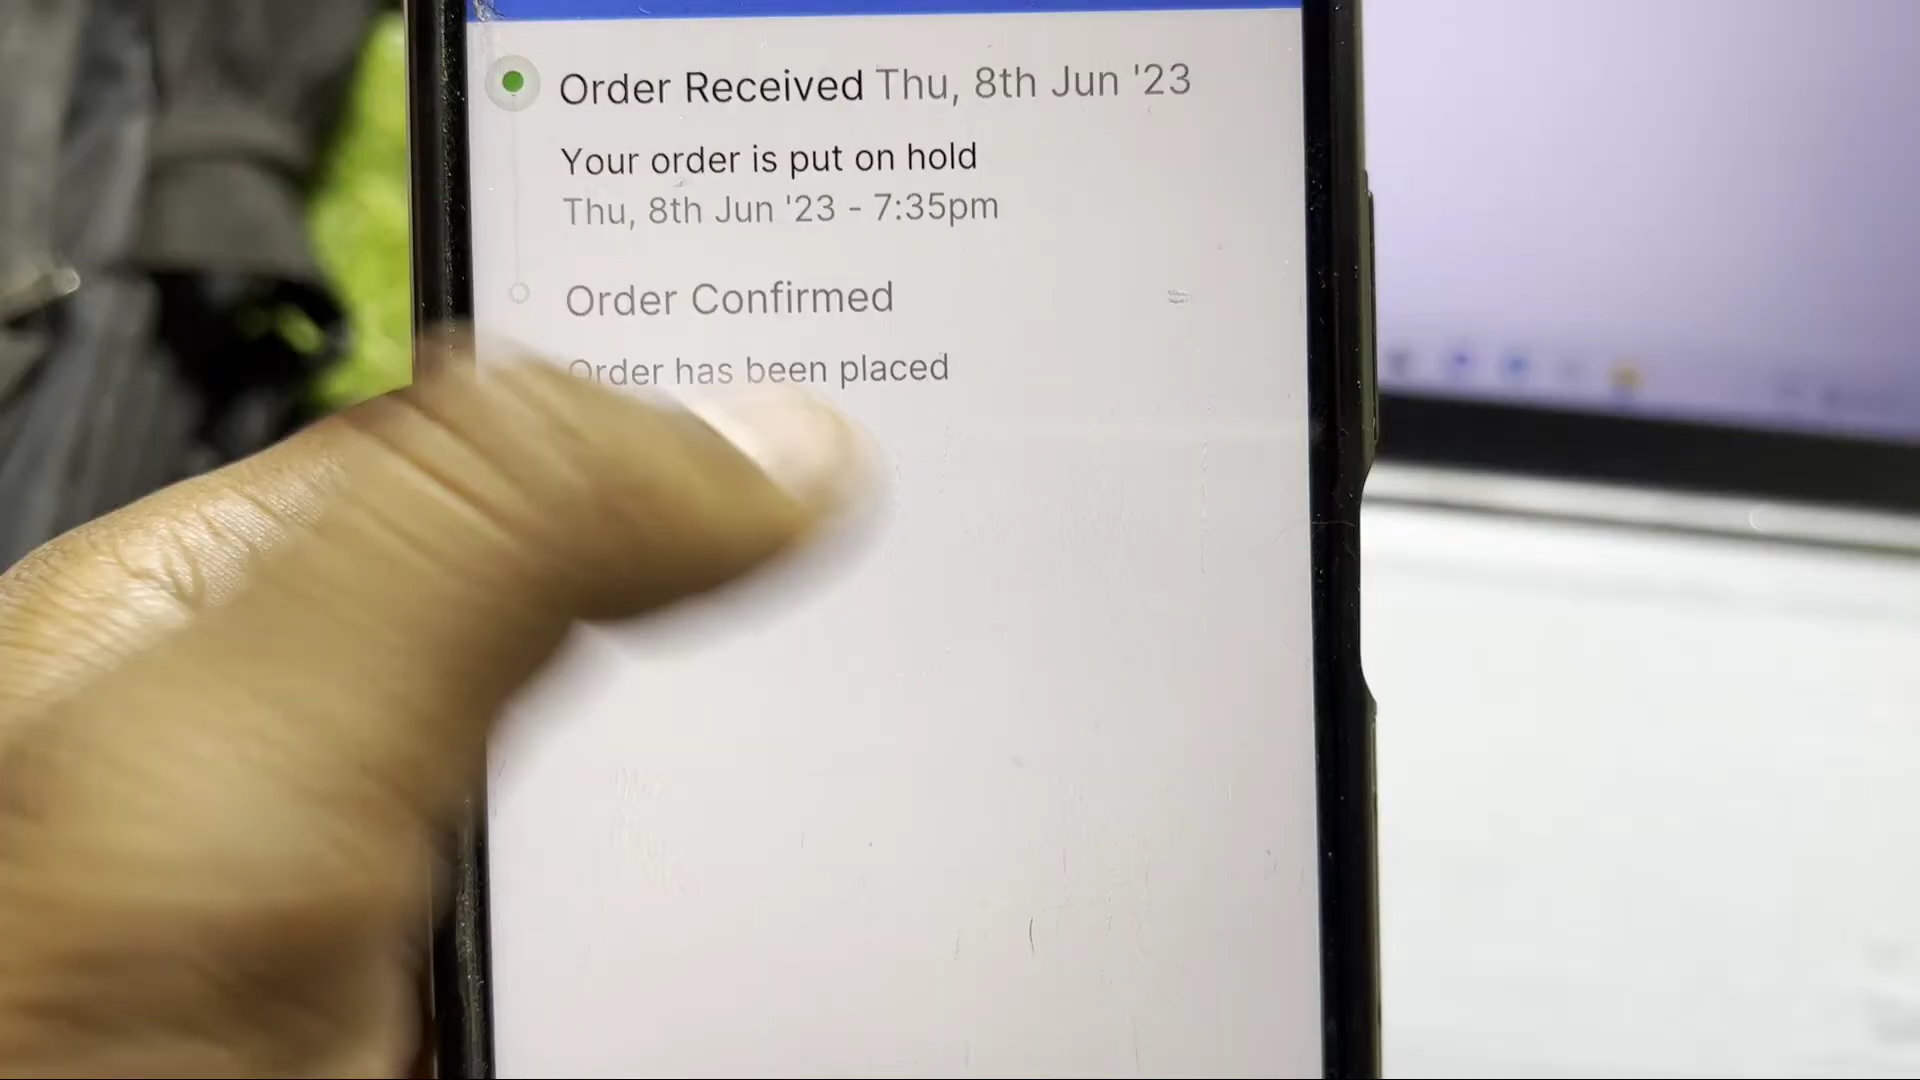 Order Received Thu, 8th Jun '23
Your order is put on hold
Thu, 8th Jun '23 - 7:35pm
Order Confirmed
Order has been placed